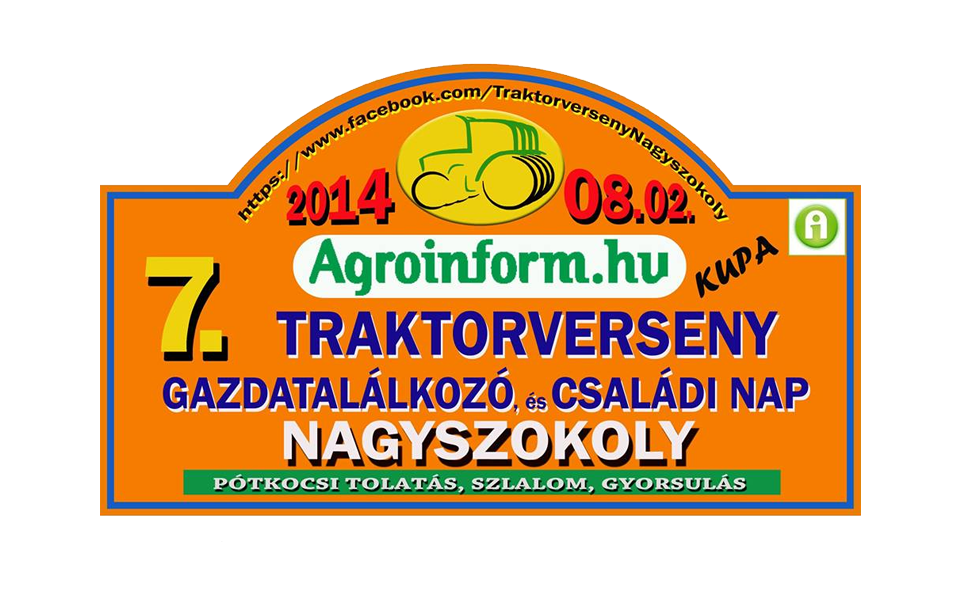 https://www.facebook.com/TraktorversenyNagyszokoly
2014 08.02.
Agroinform.hu
KUPA
7. TRAKTORVERSENY
GAZDATALÁLKOZÓ, és CSALÁDI NAP
NAGYSZOKOLY
PÓTKOCSI TOLATÁS, SZLALOM, GYORSULÁS